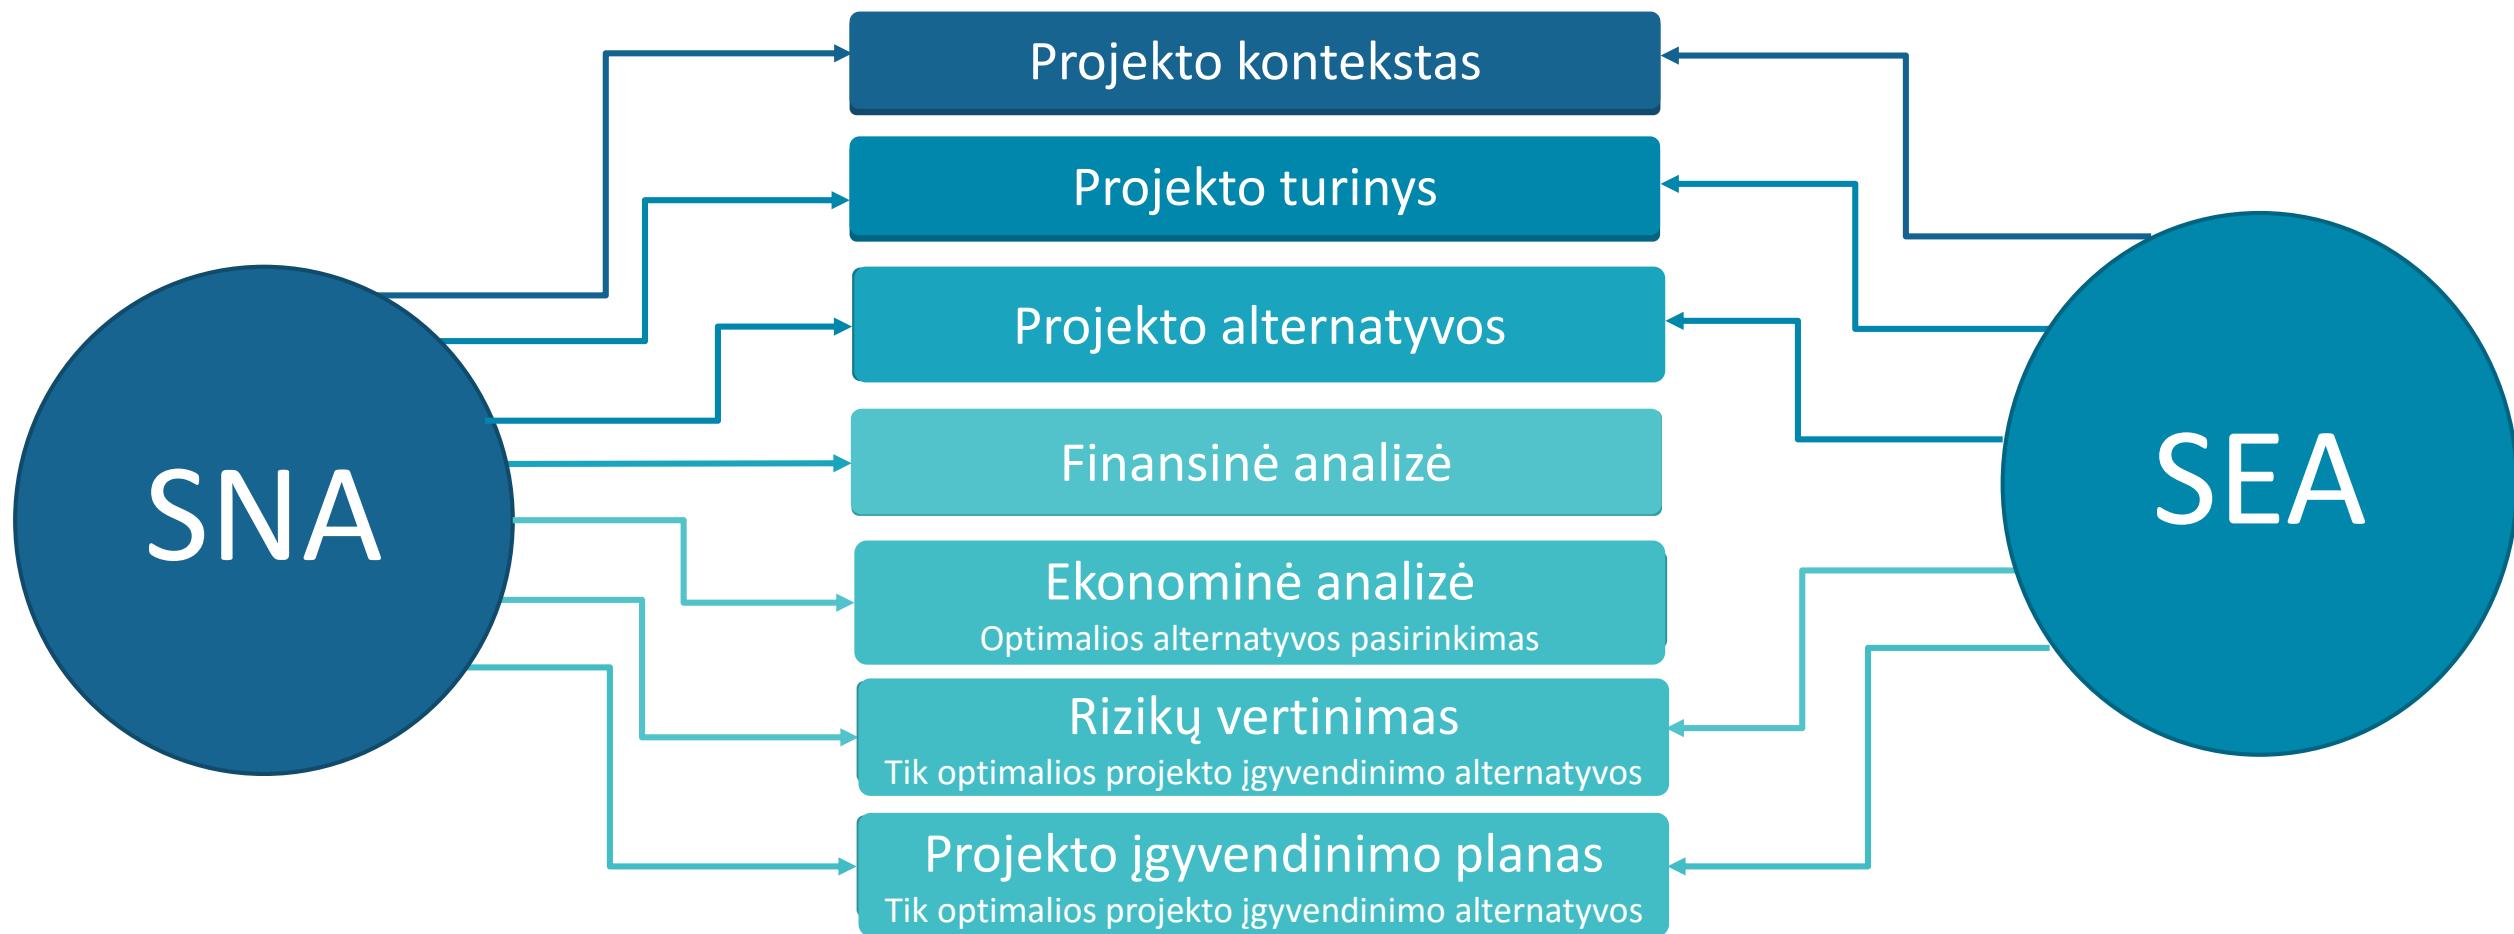 Projekto kontekstas
Projekto turinys
Projekto alternatyvos
SNA
Finansinė analizė
SEA
Ekonominė analizė
Optimalios alternatyvos pasirinkimas
Rizikų vertinimas
Tik optimalios projekto įgyvendinimo alternatyvos
Projekto įgyvendinimo planas
Tik optimalios projekto įgyvendinimo alternatyvos